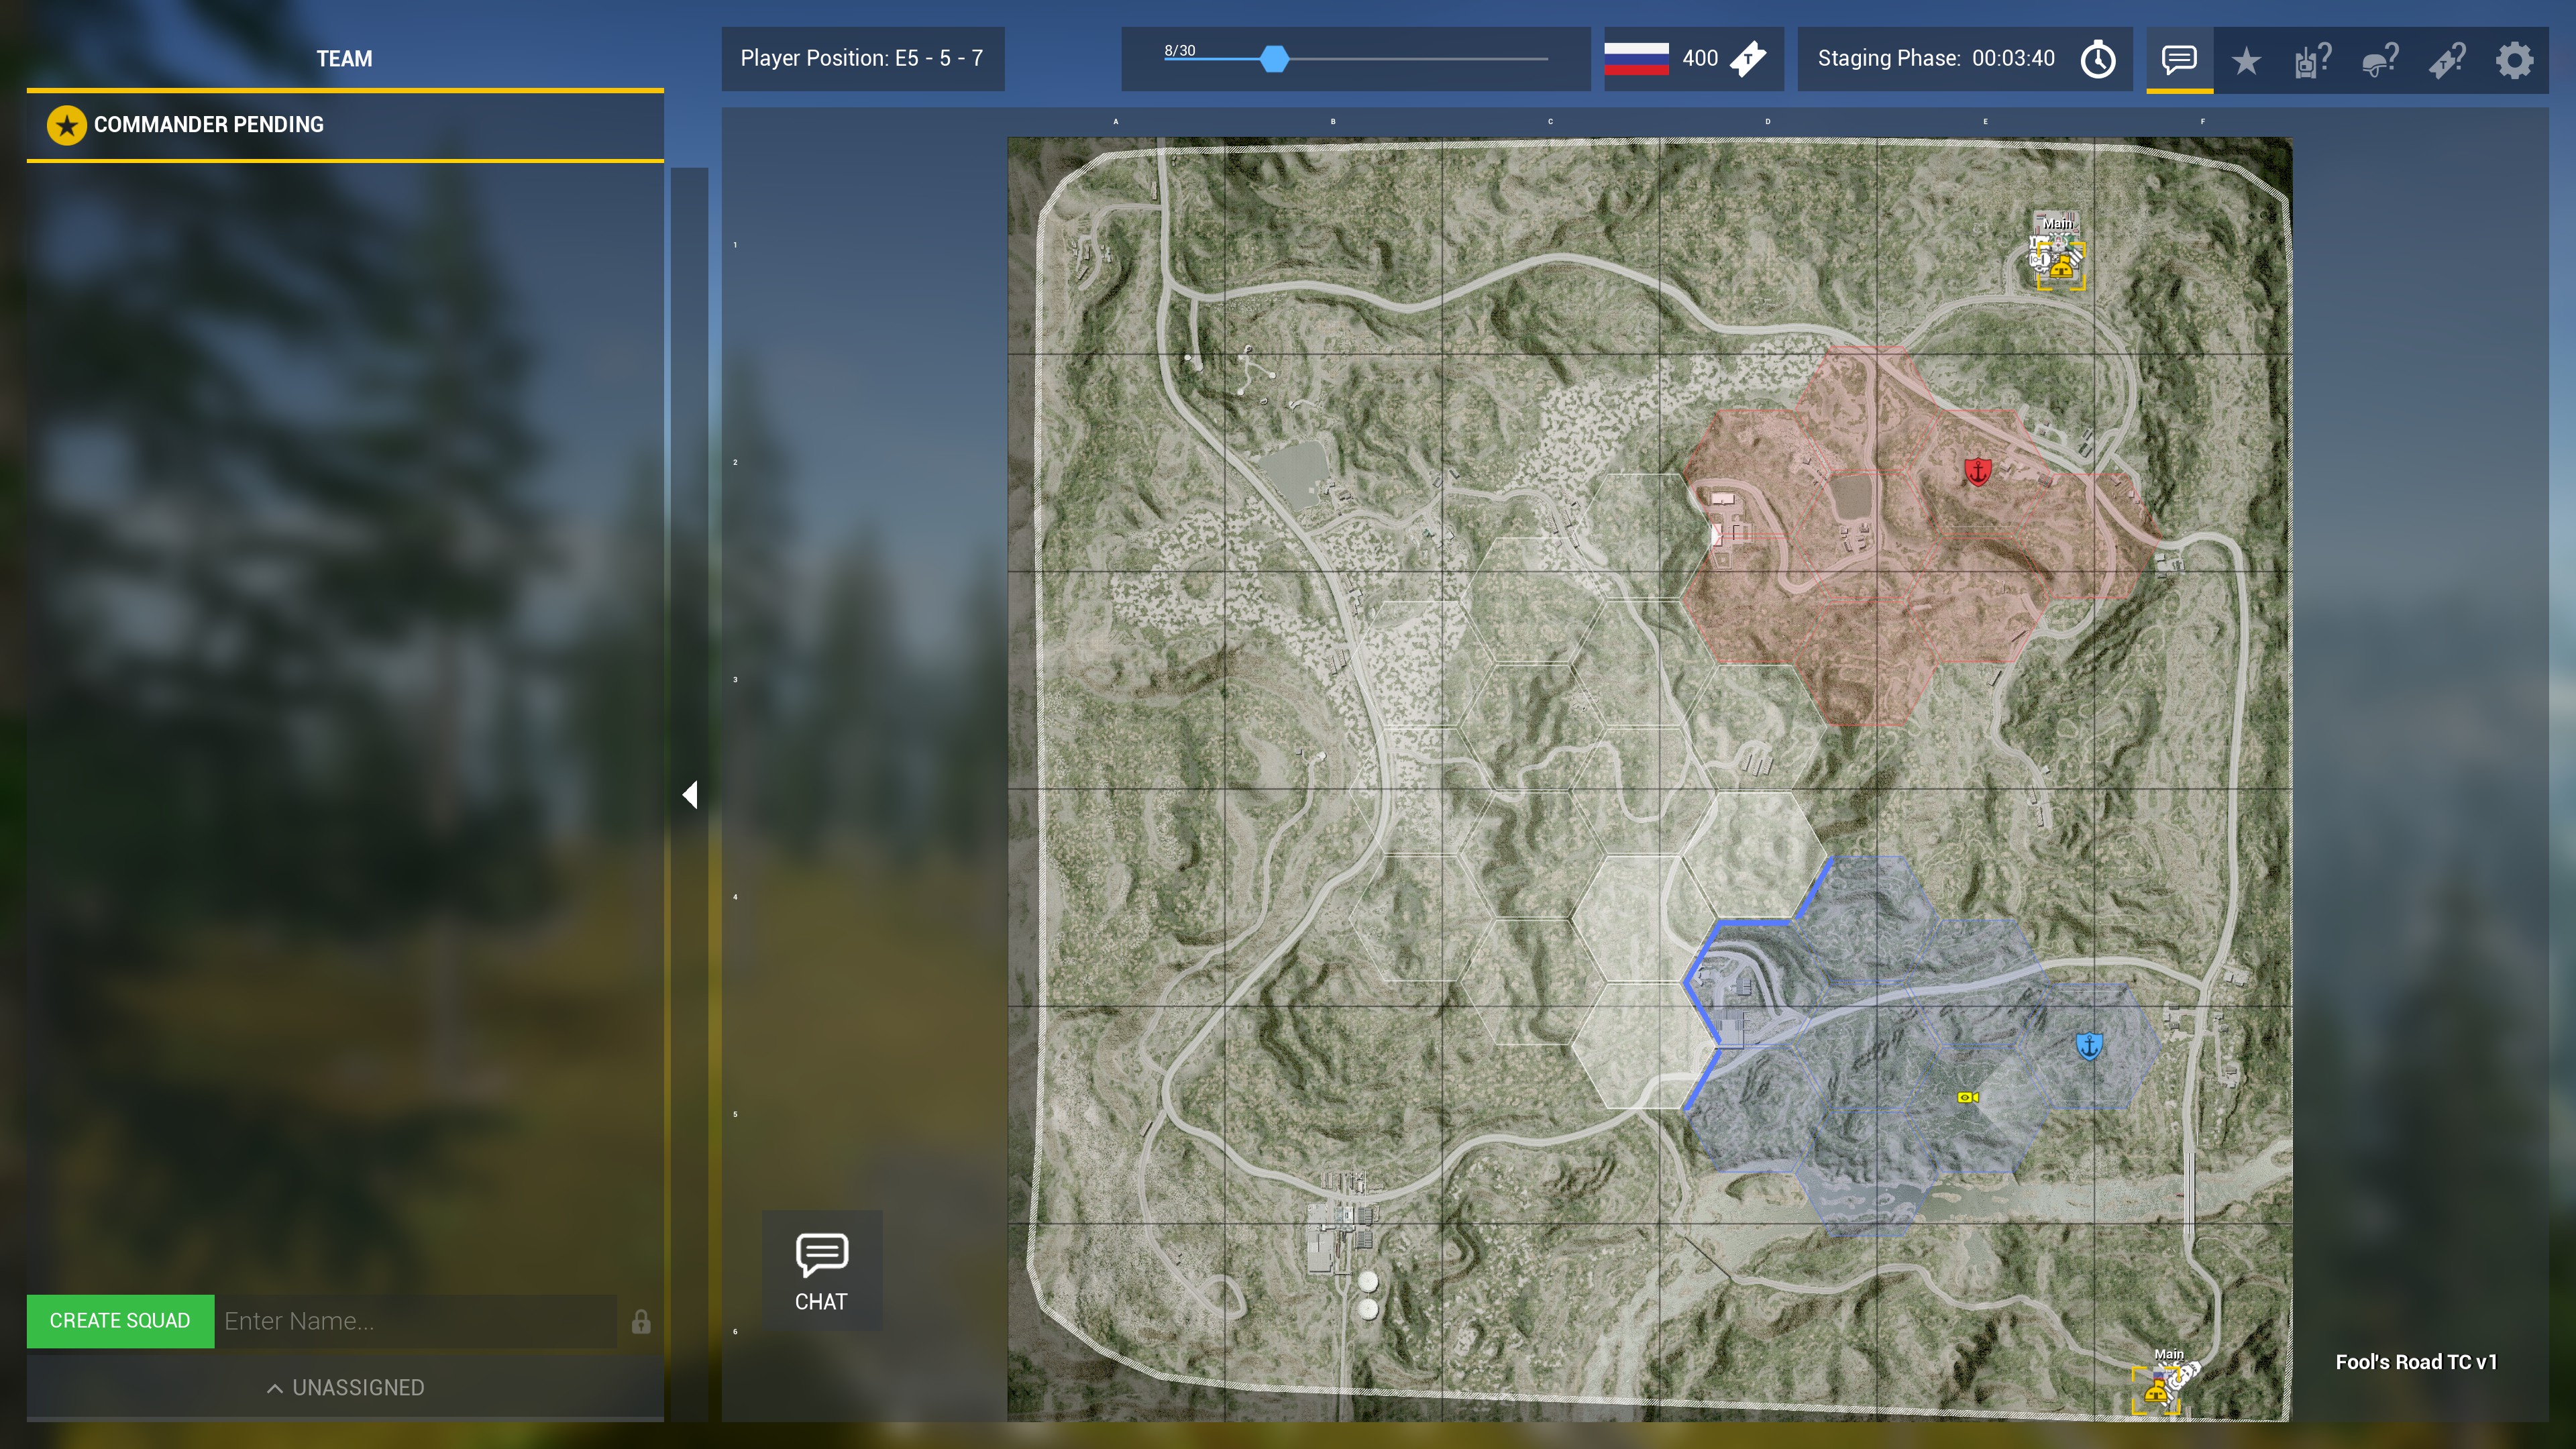 TEAM
Player Position: E5 - 5 - 7
8/30
400
Staging Phase: 00:03:40
COMMANDER PENDING
A B C D E F
1
2
3
4
5
6
Main
CHAT
CREATE SQUAD
Enter Name...
UNASSIGNED
Main
Fool's Road TC v1